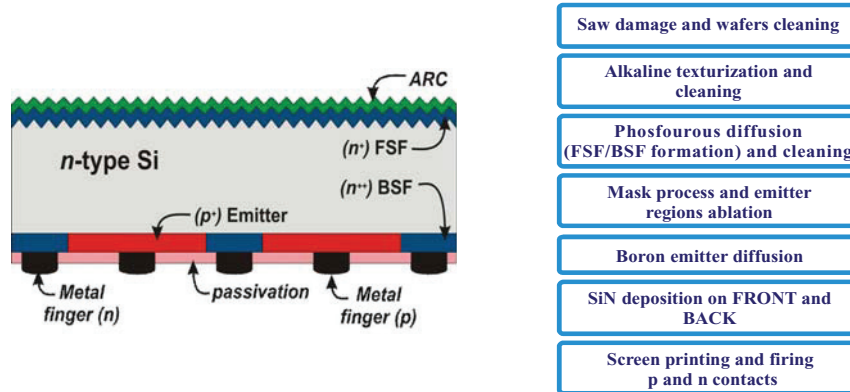 ARC
(n⁺) FSF
n-type Si
(n⁺⁺) BSF
(p⁺) Emitter
Metal
finger (n)
passivation
Metal
finger (p)
Saw damage and wafers cleaning
Alkaline texturization and
cleaning
Phosfourous diffusion
(FSF/BSF formation) and cleaning
Mask process and emitter
regions ablation
Boron emitter diffusion
SiN deposition on FRONT and
BACK
Screen printing and firing
p and n contacts